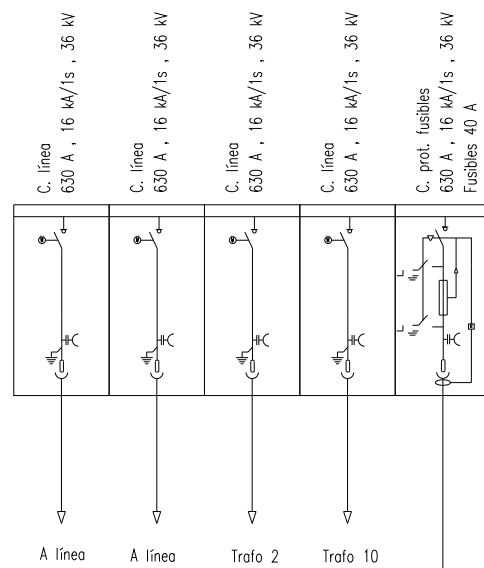 C. línea
630 A , 16 kA/1s , 36 kV
C. línea
630 A , 16 kA/1s , 36 kV
C. línea
630 A , 16 kA/1s , 36 kV
C. línea
630 A , 16 kA/1s , 36 kV
C. prot. fusibles
630 A , 16 kA/1s , 36 kV
Fusibles 40 A
A línea
A línea
Trafo 2
Trafo 10